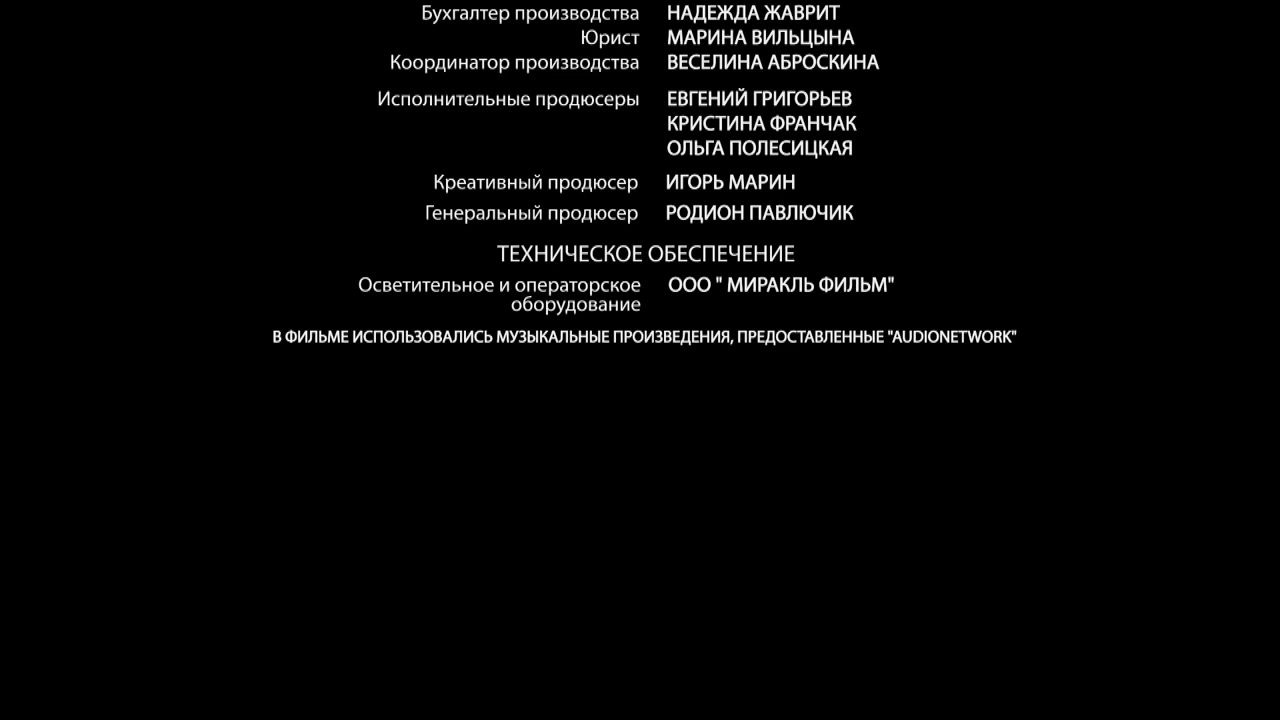 Бухгалтер производства НАДЕЖДА ЖАВРИТ
Юрист МАРИНА ВИЛЬЦЫНА
Координатор производства ВЕСЕЛИНА АБРОСКИНА
Исполнительные продюсеры ЕВГЕНИЙ ГРИГОРЬЕВ
КРИСТИНА ФРАНЧАК
ОЛЬГА ПОЛЕСИЦКАЯ
Креативный продюсер ИГОРЬ МАРИН
Генеральный продюсер РОДИОН ПАВЛЮЧИК
ТЕХНИЧЕСКОЕ ОБЕСПЕЧЕНИЕ
Осветительное и операторское ООО " МИРАКЛЬ ФИЛЬМ"
оборудование
В ФИЛЬМЕ ИСПОЛЬЗОВАЛИСЬ МУЗЫКАЛЬНЫЕ ПРОИЗВЕДЕНИЯ, ПРЕДОСТАВЛЕННЫЕ "AUDIONETWORK"